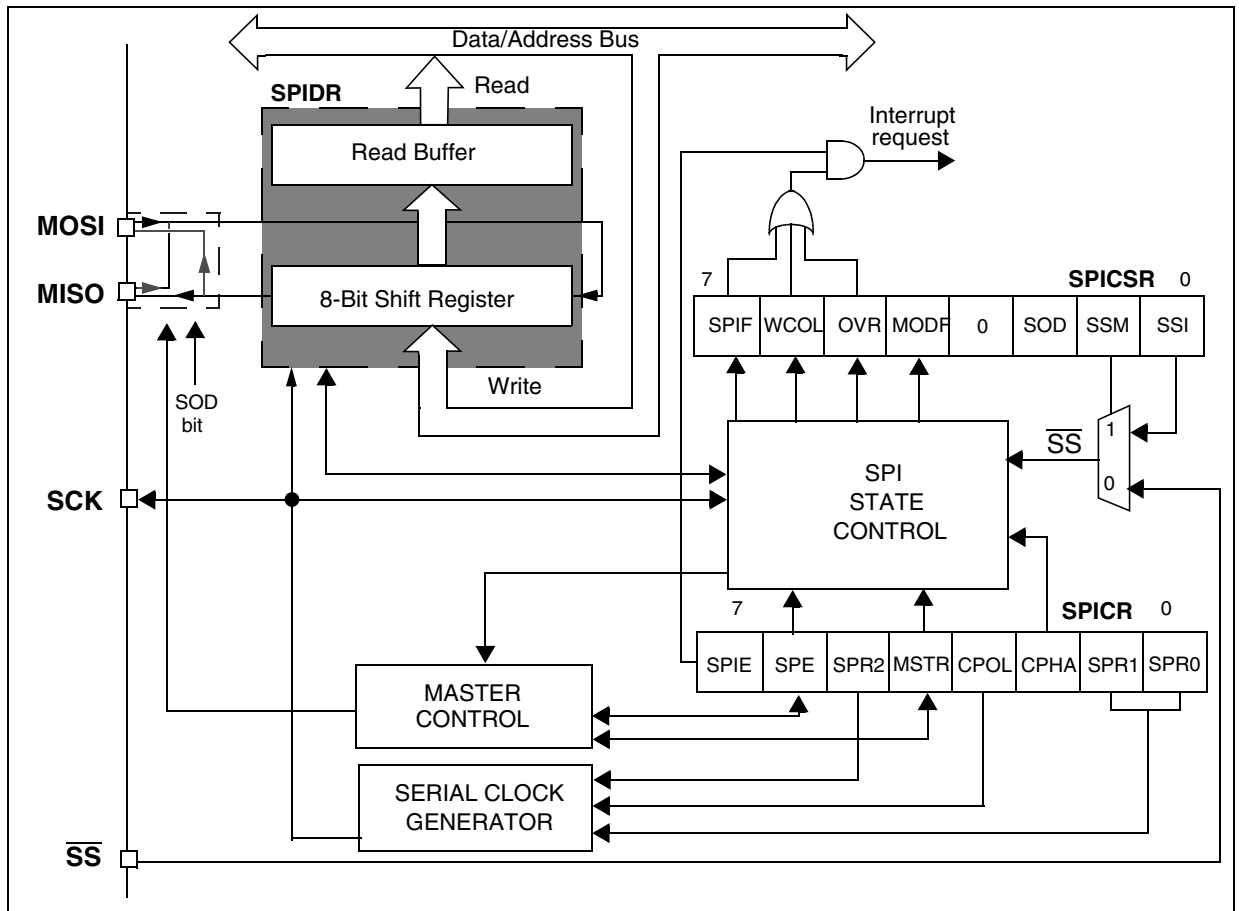 Data/Address Bus
SPIDR
Read
Read Buffer
Interrupt
request
MOSI
MISO
8-Bit Shift Register
Write
SOD
bit
7
SPICSR
0
SPIF
WCOL
OVR
MODF
0
SOD
SSM
SSI
1
SS
0
SCK
SPI
STATE
CONTROL
7
SPICR
0
SPIE
SPE
SPR2
MSTR
CPOL
CPHA
SPR1
SPR0
MASTER
CONTROL
SERIAL CLOCK
GENERATOR
SS